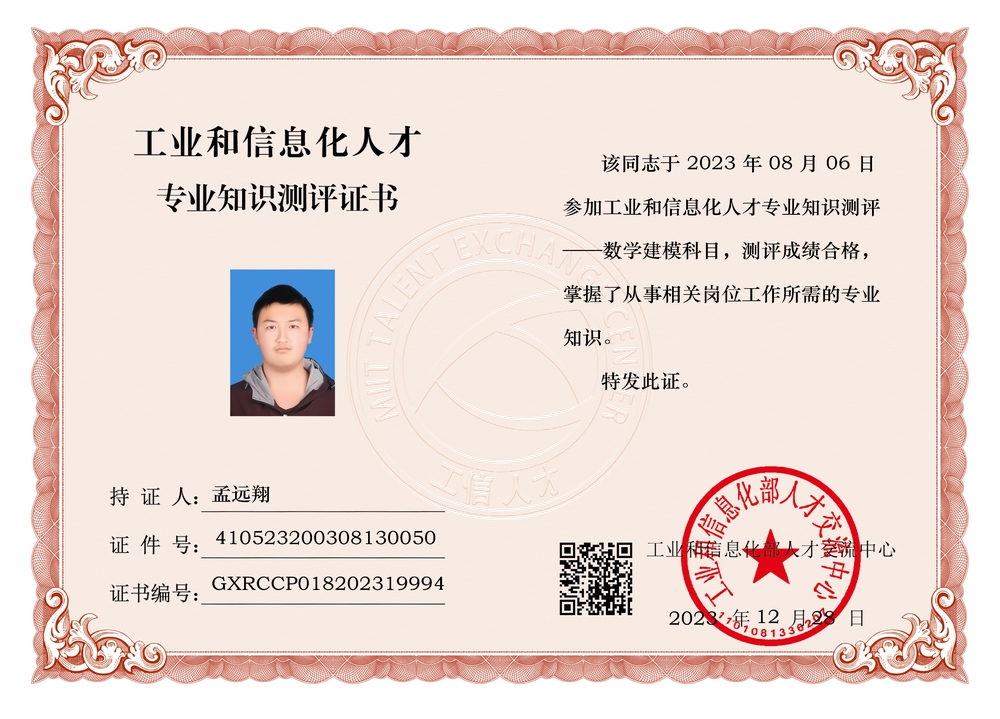 工业和信息化人才
专业知识测评证书
该同志于 2023 年 08 月 06 日
参加工业和信息化人才专业知识测评
——数学建模科目，测评成绩合格，
掌握了从事相关岗位工作所需的专业
知识。
特发此证。
MIIT TALENT EXCHANGE CENTER
工信人才
持 证 人：孟远翔
证 件 号：410523200308130050
证书编号：GXRCCP018202319994
工业和信息化部人才交流中心
工业和信息化部人才交流中心
2023 年 12 月 28 日